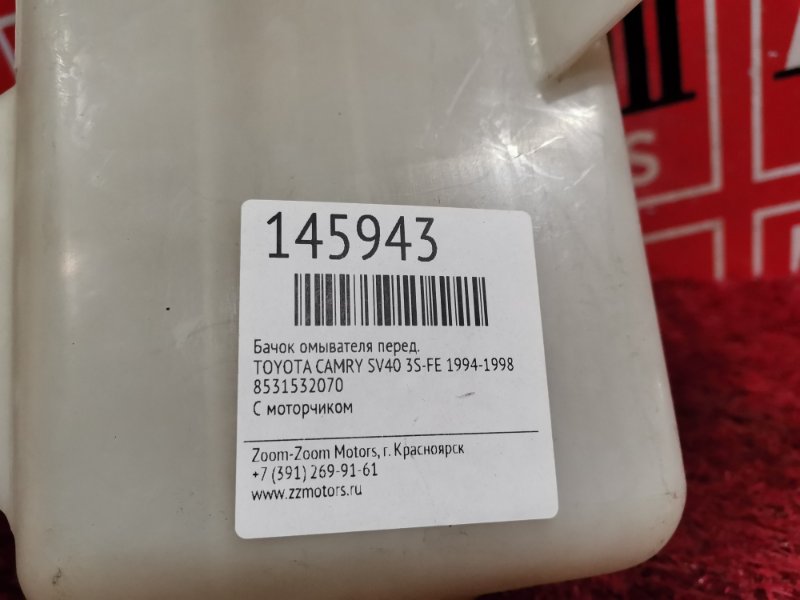 145943
Бачок омывателя перед.
TOYOTA CAMRY SV40 3S-FE 1994-1998
8531532070
С моторчиком
Zoom-Zoom Motors, г. Красноярск
+7 (391) 269-91-61
www.zzmotors.ru